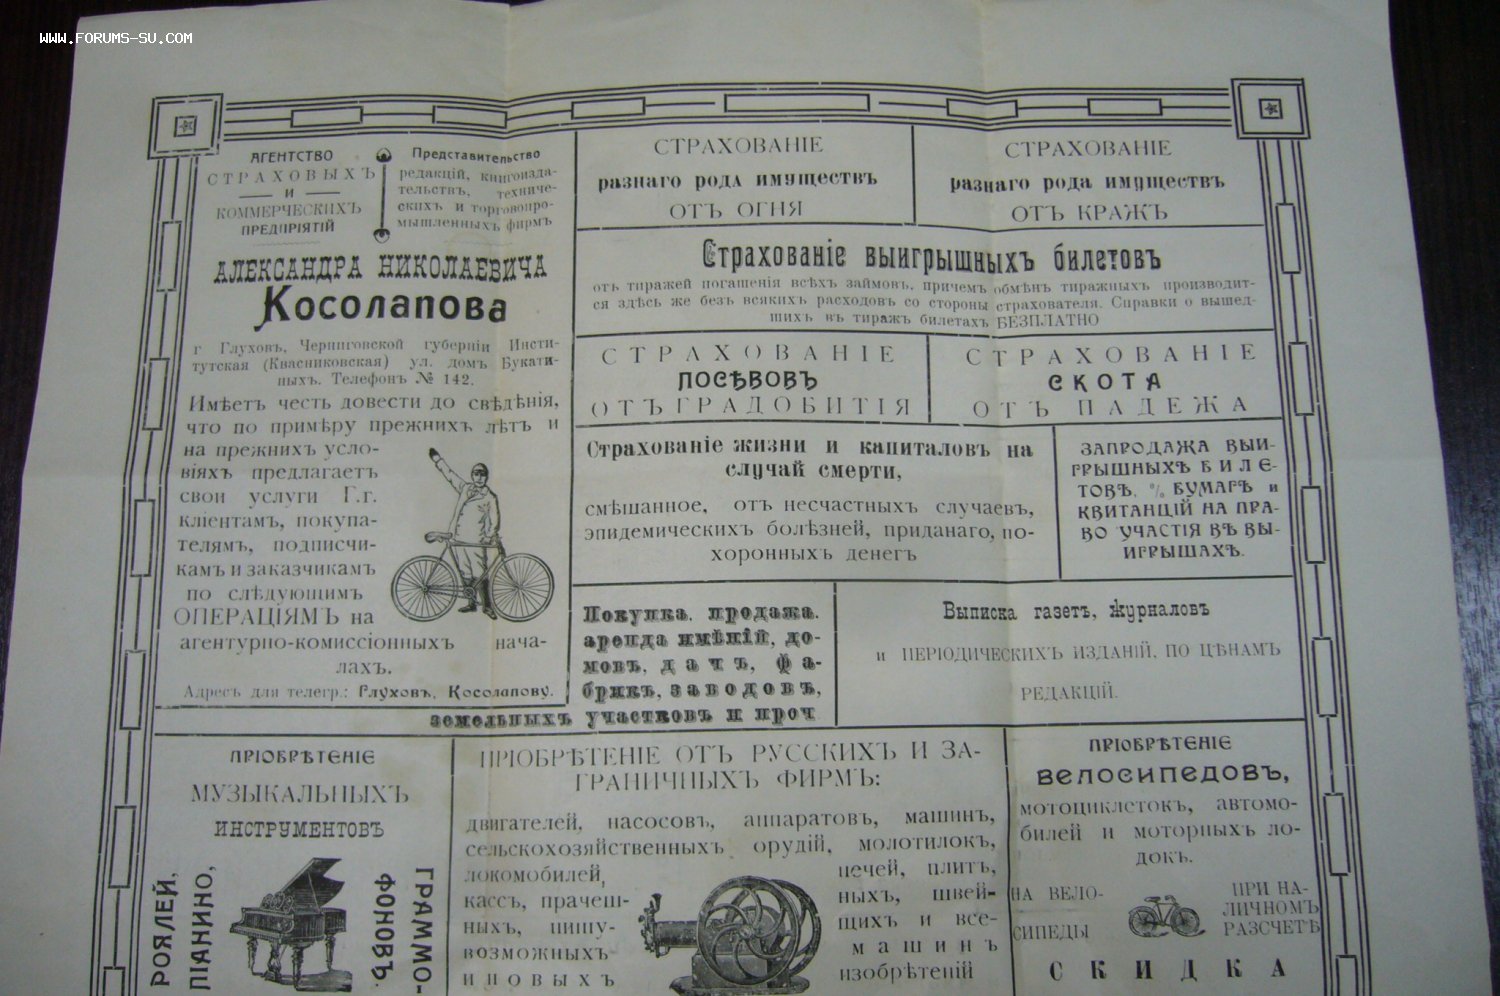 WWW.FORUMS-SU.COM
АГЕНТСТВО
СТРАХОВЫХЪ
И
КОММЕРЧЕСКИХЪ
ПРЕДПРІЯТІЙ
Представительство
редакцій, книгоизда-
тельствъ, техниче-
скихъ и торговопро-
мышленныхъ фирмъ
АЛЕКСАНДРА НИКОЛАЕВИЧА
Косолапова
г Глуховъ, Черниговской губерніи Инсти-
тутская (Квасниковская) ул. домъ Букати-
ныхъ. Телефонъ № 142.
Имѣетъ честь довести до свѣдѣнія,
что по примѣру прежнихъ лѣтъ и
на прежнихъ усло-
віяхъ предлагаетъ
свои услуги Г.г.
кліентамъ, покупа-
телямъ, подписчи-
камъ и заказчикамъ
по слѣдующимъ
ОПЕРАЦІЯМЪ на
агентурно-комиссіонныхъ нача-
лахъ.
Адресъ для телегр.: Глуховъ, Косолапову.
СТРАХОВАНІЕ
разнаго рода имуществъ
ОТЪ ОГНЯ
СТРАХОВАНІЕ
разнаго рода имуществъ
ОТЪ КРАЖЪ
Страхованіе выигрышныхъ билетовъ
отъ тиражей погашенія всѣхъ займовъ, причемъ обмѣнъ тиражныхъ производит-
ся здѣсь же безъ всякихъ расходовъ со стороны страхователя. Справки о вышед-
шихъ въ тиражъ билетахъ БЕЗПЛАТНО
СТРАХОВАНІЕ
ПОСѢВОВЪ
ОТЪ ГРАДОБИТІЯ
СТРАХОВАНІЕ
СКОТА
ОТЪ ПАДЕЖА
Страхованіе жизни и капиталовъ на
случай смерти,
смѣшанное, отъ несчастныхъ случаевъ,
эпидемическихъ болѣзней, приданаго, по-
хоронныхъ денегъ
ЗАПРОДАЖА ВЫИ-
ГРЫШНЫХЪ БИЛЕ-
ТОВЪ, % БУМАГЪ и
КВИТАНЦІЙ НА ПРА-
ВО УЧАСТІЯ ВЪ ВЫ-
ИГРЫШАХЪ.
Покупка, продажа,
аренда имѣній, до-
мовъ, дачъ, фа-
брикъ, заводовъ,
земельныхъ участковъ и проч
Выписка газетъ, журналовъ
и ПЕРІОДИЧЕСКИХЪ ИЗДАНІЙ, ПО ЦѢНАМЪ
РЕДАКЦІЙ.
ПРІОБРѢТЕНІЕ
МУЗЫКАЛЬНЫХЪ
ИНСТРУМЕНТОВЪ
РОЯЛЕЙ,
ПІАНИНО,
ГРАММО-
ФОНОВЪ.
ПРІОБРѢТЕНІЕ ОТЪ РУССКИХЪ И ЗА-
ГРАНИЧНЫХЪ ФИРМЪ:
двигателей, насосовъ, аппаратовъ, машинъ,
сельскохозяйственныхъ орудій, молотилокъ,
локомобилей, печей, плитъ,
кассъ, прачеш- ныхъ, швей-
ныхъ, пишу- щихъ и все-
возможныхъ машинъ
и новыхъ изобрѣтеній
ПРІОБРѢТЕНІЕ
ВЕЛОСИПЕДОВЪ,
мотоциклетокъ, автомо-
билей и моторныхъ ло-
докъ.
НА ВЕЛО-
СИПЕДЫ
ПРИ НА-
ЛИЧНОМЪ
РАЗСЧЕТѢ
СКИДКА